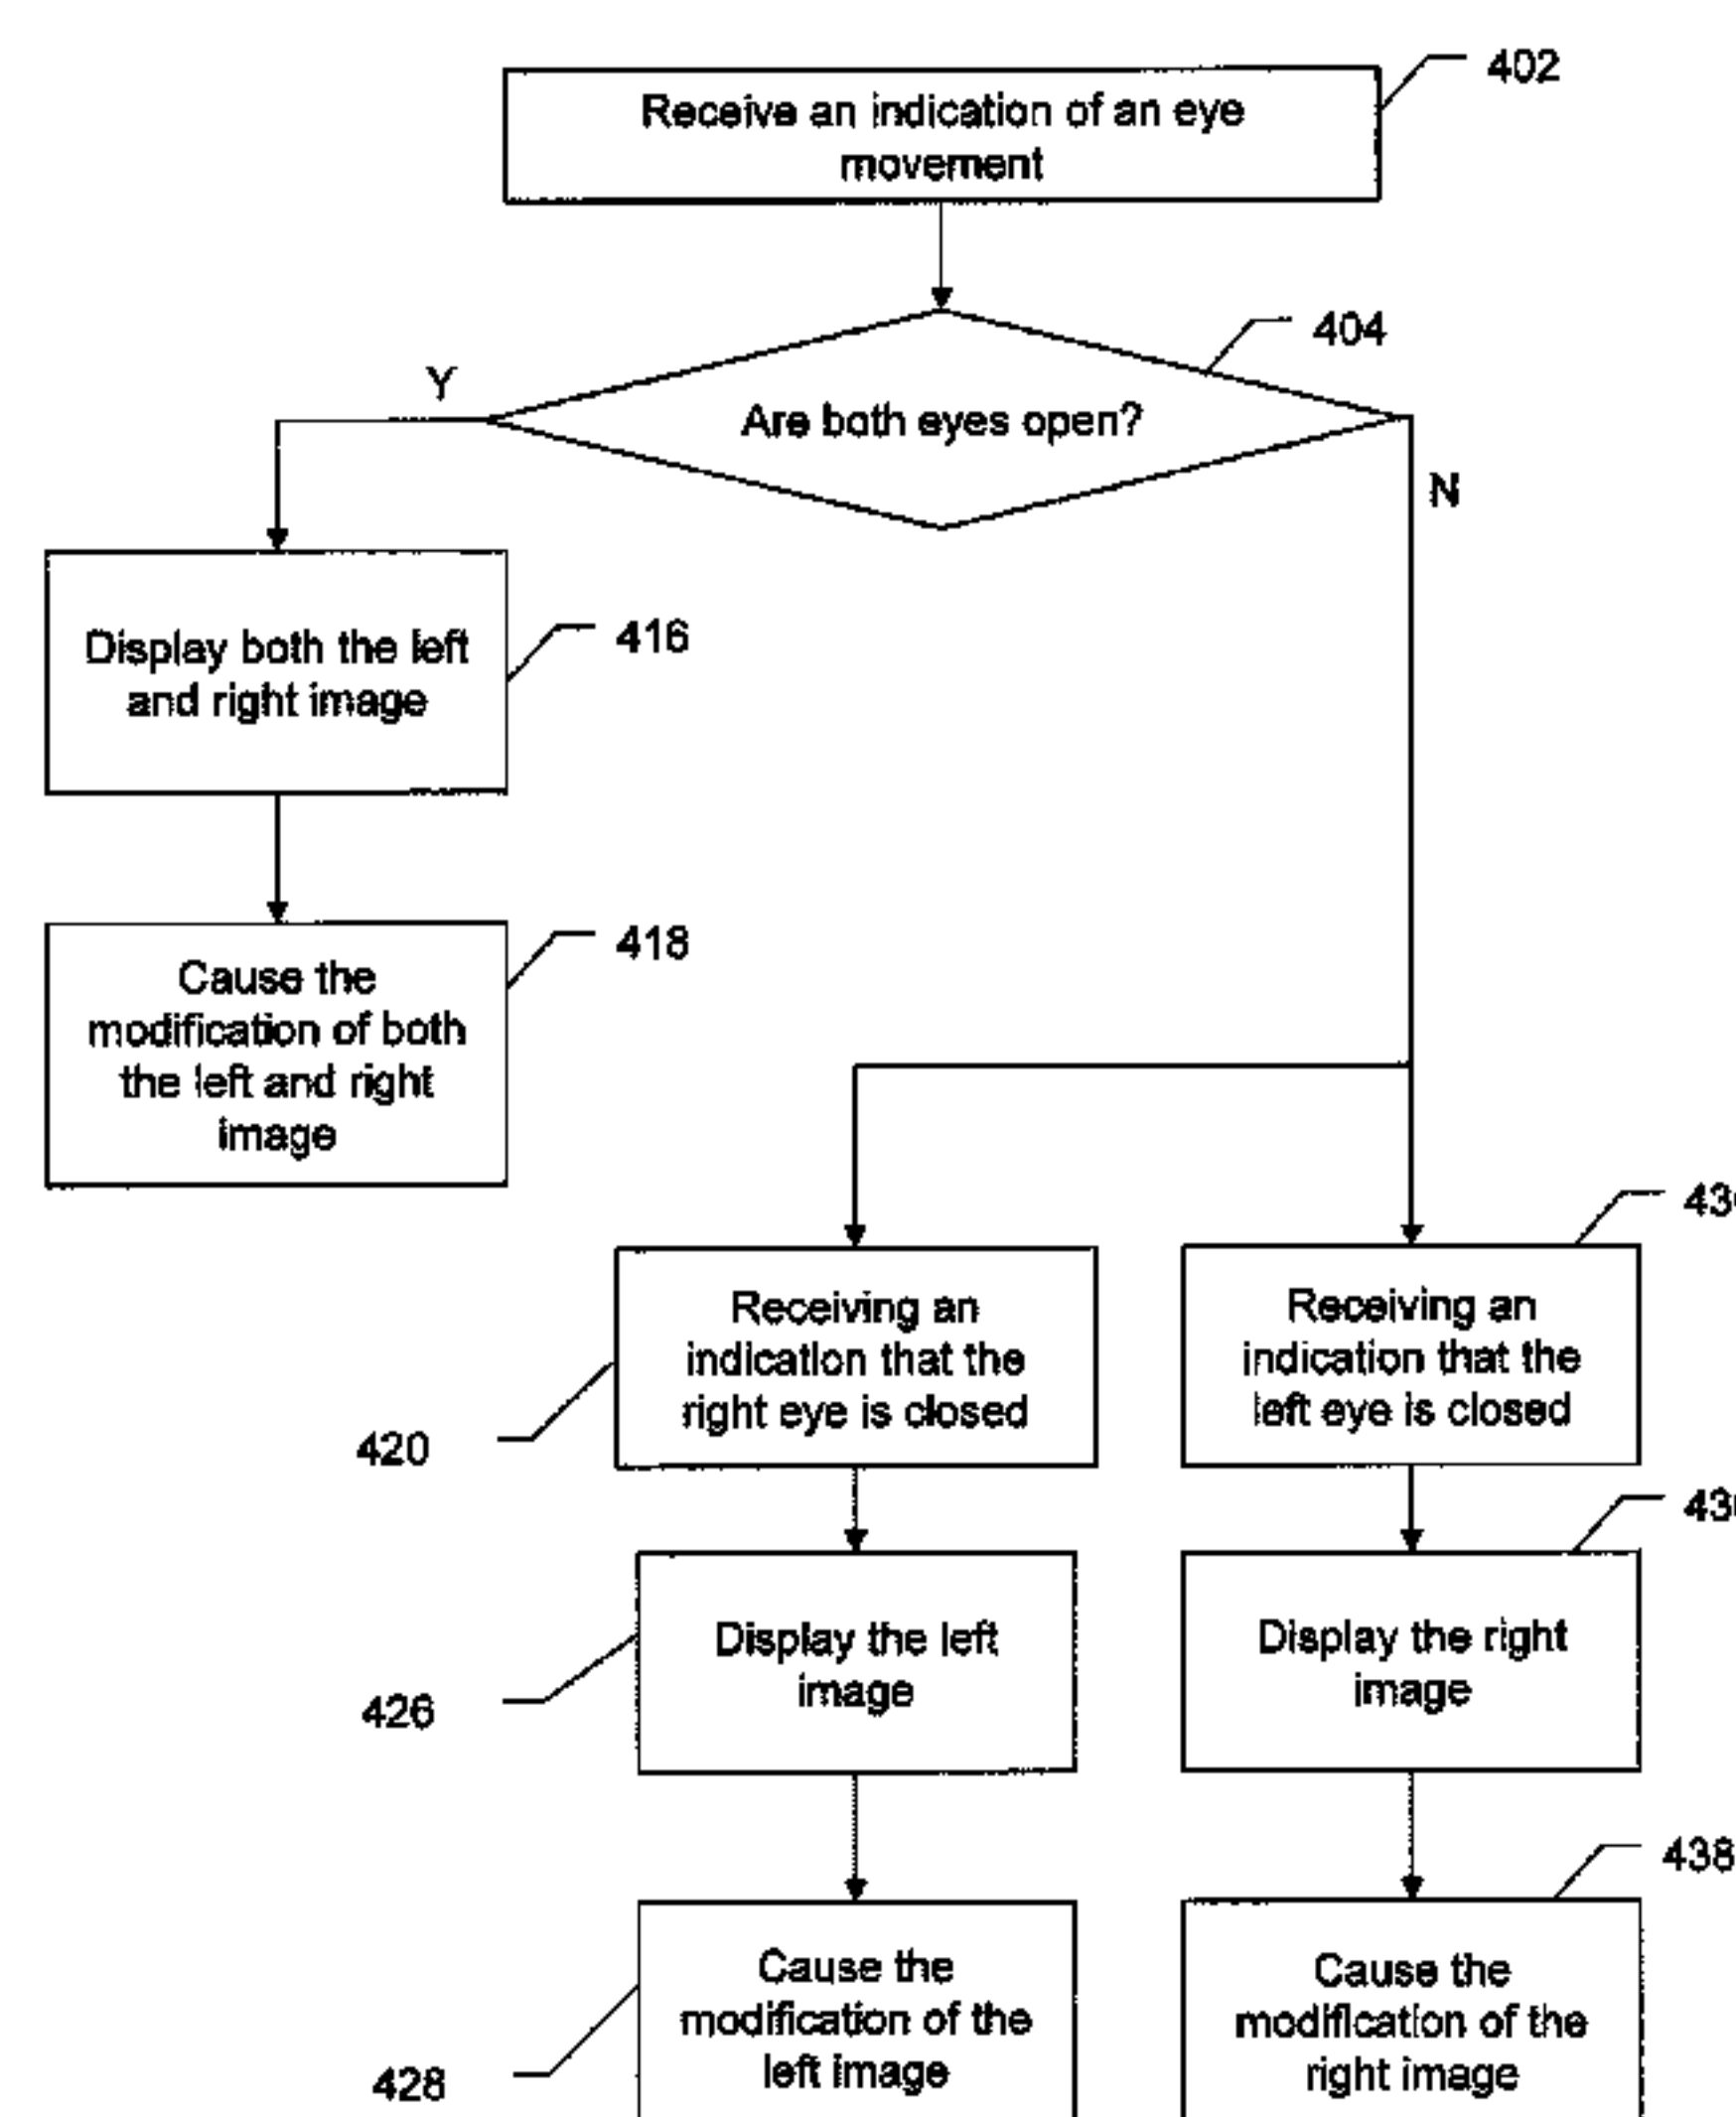 402
Receive an indication of an eye
movement
404
Y
Are both eyes open?
N
Display both the left
and right image
416
Cause the
modification of both
the left and right
image
418
Receiving an
indication that the
right eye is closed
420
Receiving an
indication that the
left eye is closed
Display the left
image
426
Display the right
image
438
Cause the
modification of the
left image
428
Cause the
modification of the
right image